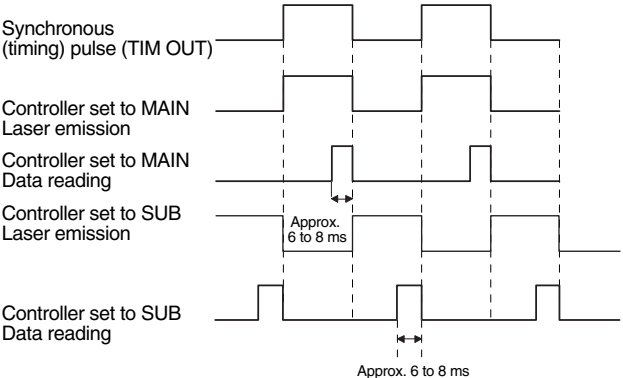 Synchronous
(timing) pulse (TIM OUT)
Controller set to MAIN
Laser emission
Controller set to MAIN
Data reading
Controller set to SUB
Laser emission
Approx.
6 to 8 ms
Controller set to SUB
Data reading
Approx. 6 to 8 ms